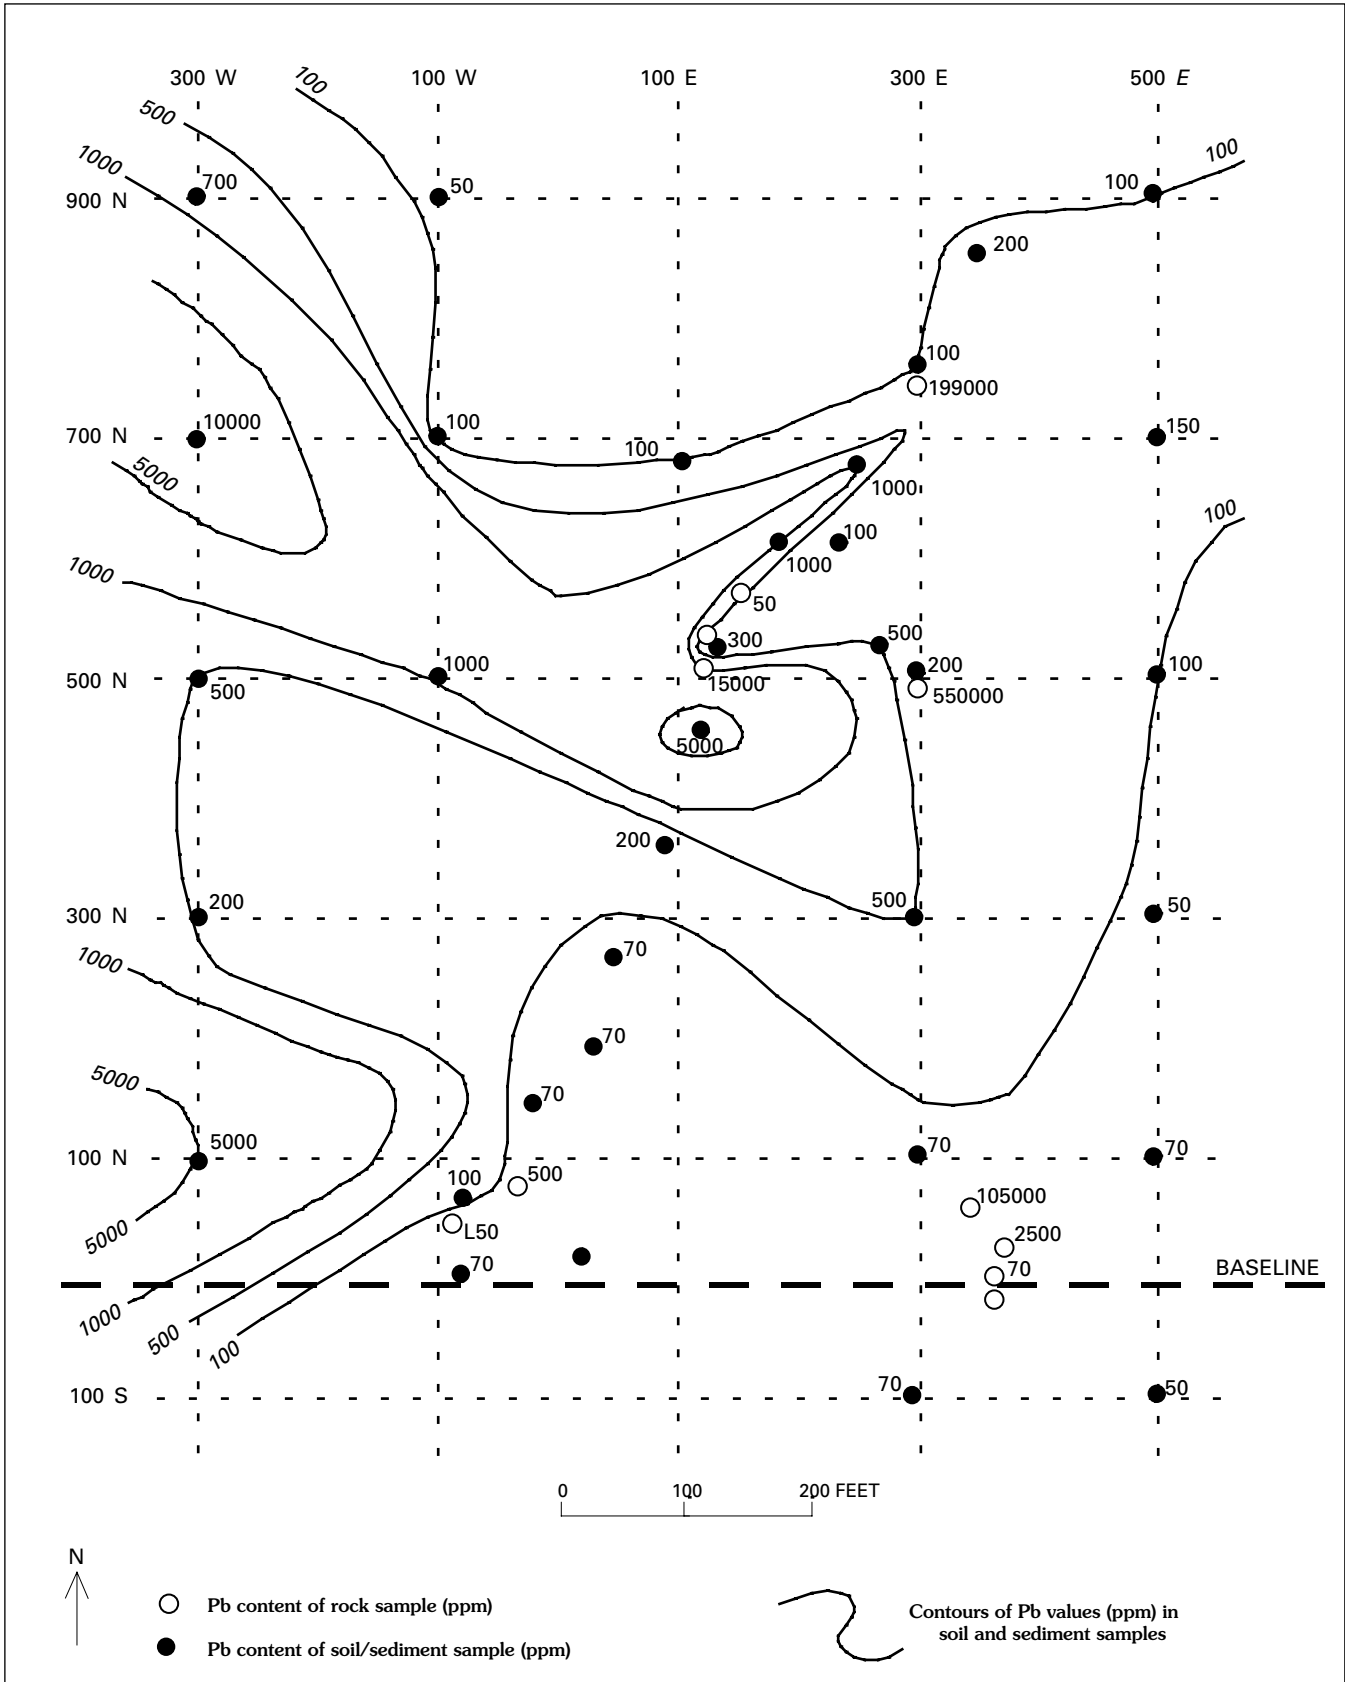 300 W
100 W
100 E
300 E
500 E
100
500
1000
100
700
50
100
900 N
200
100
199000
10000
100
100
150
700 N
5000
1000
100
100
1000
1000
50
300
500
1000
200
100
500 N
500
15000
550000
5000
200
500
200
50
300 N
70
1000
70
5000
70
5000
70
70
100 N
100
500
105000
5000
L50
2500
70
70
BASELINE
1000
500
100
100 S
70
50
0 100 200 FEET
N
Pb content of rock sample (ppm)
Pb content of soil/sediment sample (ppm)
Contours of Pb values (ppm) in
soil and sediment samples